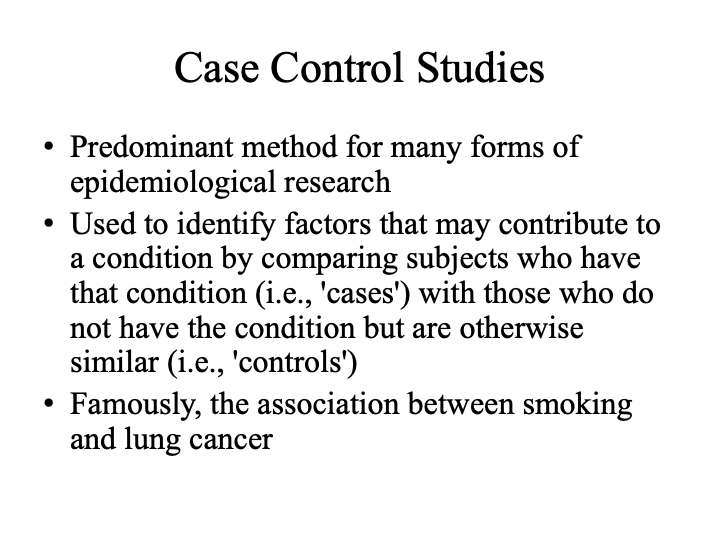 Case Control Studies
• Predominant method for many forms of
epidemiological research
• Used to identify factors that may contribute to
a condition by comparing subjects who have
that condition (i.e., 'cases') with those who do
not have the condition but are otherwise
similar (i.e., 'controls')
• Famously, the association between smoking
and lung cancer